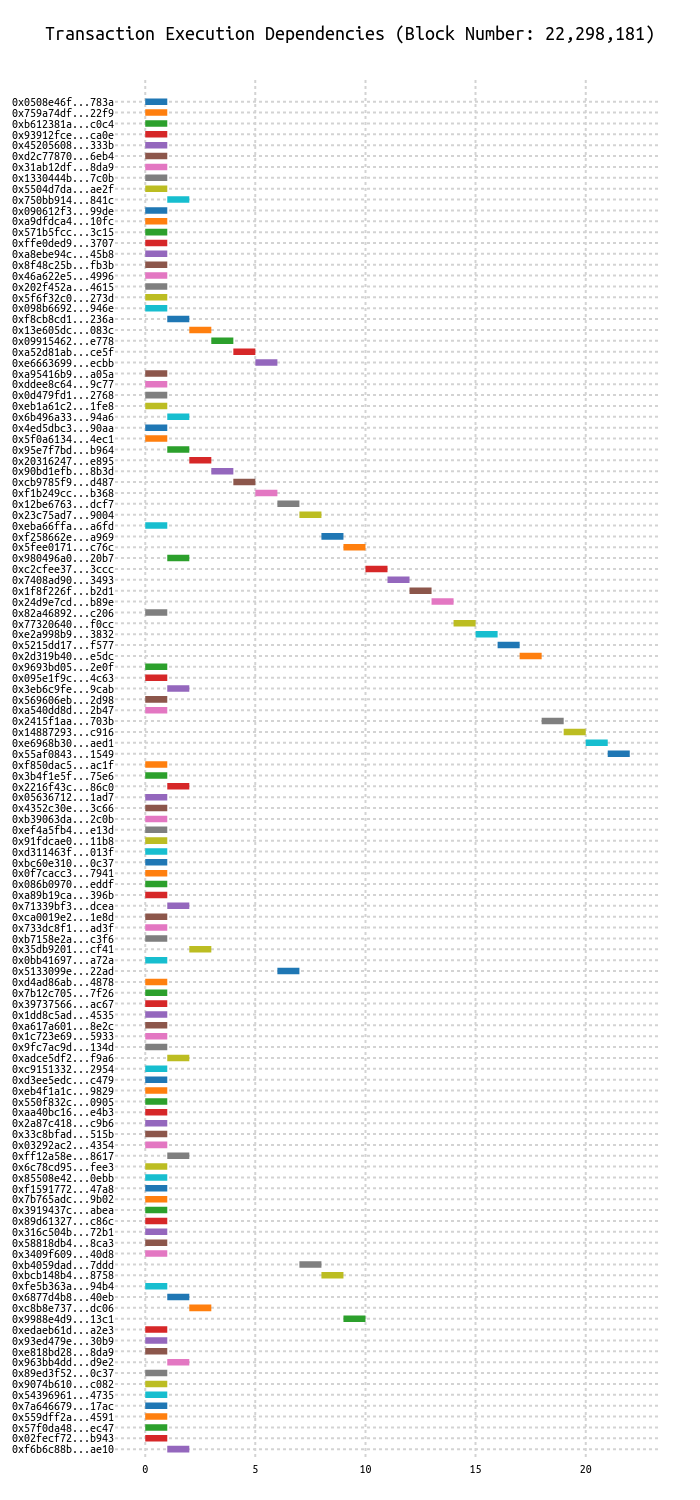 Transaction Execution Dependencies (Block Number: 22,298,181)
0x0508e46f...783a
0x759a74df...22f9
0xb612381a...c0c4
0x93912fce...ca0e
0x45205608...333b
0xd2c77870...6eb4
0x31ab12df...8da9
0x1330444b...7c0b
0x5504d7da...ae2f
0x750bb914...841c
0x090612f3...99de
0xa9dfdca4...10fc
0x571b5fcc...3c15
0xffe0ded9...3707
0xa8ebe94c...45b8
0x8f48c25b...fb3b
0x46a622e5...4996
0x202f452a...4615
0x5f6f32c0...273d
0x098b6692...946e
0xf8cb8cd1...236a
0x13e605dc...083c
0x09915462...e778
0xa52d81ab...ce5f
0xe6663699...ecbb
0xa95416b9...a05a
0xddee8c64...9c77
0x0d479fd1...2768
0xeb1a61c2...1fe8
0x6b496a33...94a6
0x4ed5dbc3...90aa
0x5f0a6134...4ec1
0x95e7f7bd...b964
0x20316247...e895
0x90bd1efb...8b3d
0xcb9785f9...d487
0xf1b249cc...b368
0x12be6763...dcf7
0x23c75ad7...9004
0xeba66ffa...a6fd
0xf258662e...a969
0x5fee0171...c76c
0x980496a0...20b7
0xc2cfee37...3ccc
0x7408ad90...3493
0x1f8f226f...b2d1
0x24d9e7cd...b89e
0x82a46892...c206
0x77320640...f0cc
0xe2a998b9...3832
0x5215dd17...f577
0x2d319b40...e5dc
0x9693bd05...2e0f
0x095e1f9c...4c63
0x3eb6c9fe...9cab
0x569606eb...2d98
0xa540dd8d...2b47
0x2415f1aa...703b
0x14887293...c916
0xe6968b30...aed1
0x55af0843...1549
0xf850dac5...ac1f
0x3b4f1e5f...75e6
0x2216f43c...86c0
0x05636712...1ad7
0x4352c30e...3c66
0xb39063da...2c0b
0xef4a5fb4...e13d
0x91fdcae0...11b8
0xd311463f...013f
0xbc60e310...0c37
0x0f7cacc3...7941
0x086b0970...eddf
0xa89b19ca...396b
0x71339bf3...dcea
0xca0019e2...1e8d
0x733dc8f1...ad3f
0xb7158e2a...c3f6
0x35db9201...cf41
0x0bb41697...a72a
0x5133099e...22ad
0xd4ad86ab...4878
0x7b12c705...7f26
0x39737566...ac67
0x1dd8c5ad...4535
0xa617a601...8e2c
0x1c723e69...5933
0x9fc7ac9d...134d
0xadce5df2...f9a6
0xc9151332...2954
0xd3ee5edc...c479
0xeb4f1a1c...9829
0x550f832c...0905
0xaa40bc16...e4b3
0x2a87c418...c9b6
0x33c8bfad...515b
0x03292ac2...4354
0xff12a58e...8617
0x6c78cd95...fee3
0x85508e42...0ebb
0xf1591772...47a8
0x7b765adc...9b02
0x3919437c...abea
0x89d61327...c86c
0x316c504b...72b1
0x58818db4...8ca3
0x3409f609...40d8
0xb4059dad...7ddd
0xbcb148b4...8758
0xfe5b363a...94b4
0x6877d4b8...40eb
0xc8b8e737...dc06
0x9988e4d9...13c1
0xedaeb61d...a2e3
0x93ed479e...30b9
0xe818bd28...8da9
0x963bb4dd...d9e2
0x89ed3f52...0c37
0x9074b610...c082
0x54396961...4735
0x7a646679...17ac
0x559dff2a...4591
0x57f0da48...ec47
0x02fecf72...b943
0xf6b6c88b...ae10
0 5 10 15 20